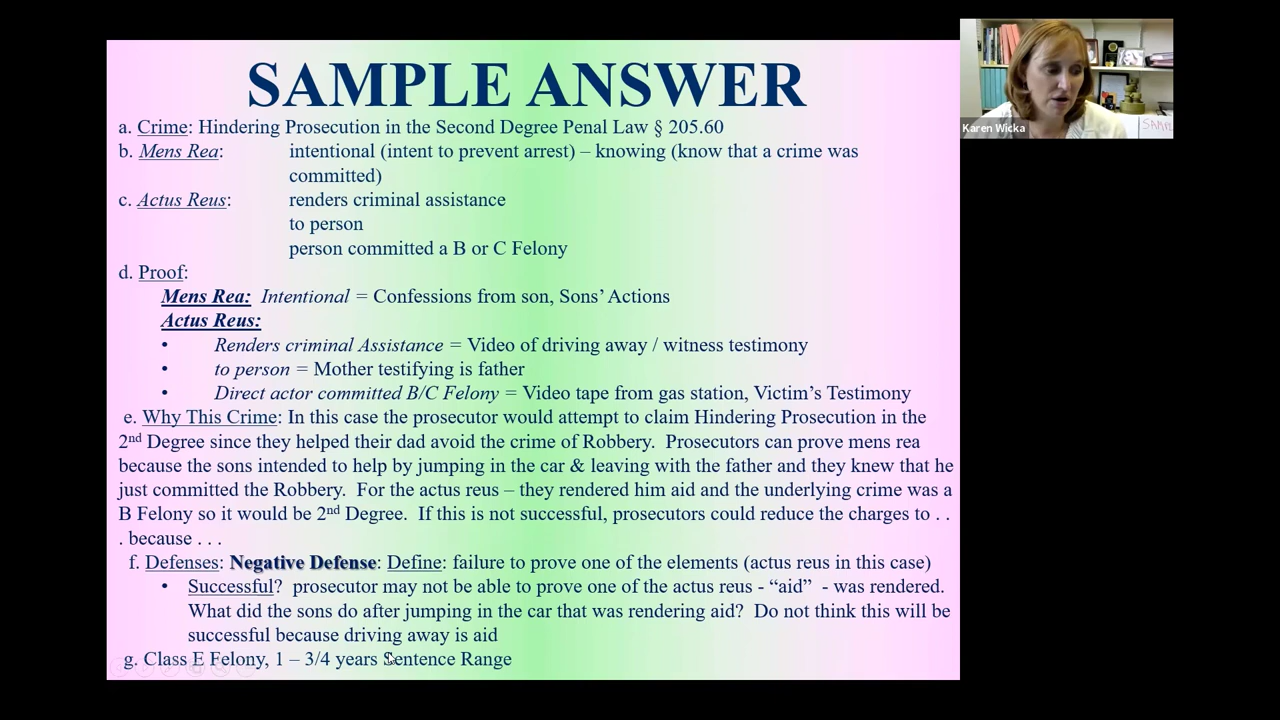 SAMPLE ANSWER
a. Crime: Hindering Prosecution in the Second Degree Penal Law § 205.60
b. Mens Rea: intentional (intent to prevent arrest) – knowing (know that a crime was
committed)
c. Actus Reus: renders criminal assistance
to person
person committed a B or C Felony
d. Proof:
Mens Rea: Intentional = Confessions from son, Sons' Actions
Actus Reus:
• Renders criminal Assistance = Video of driving away / witness testimony
• to person = Mother testifying is father
• Direct actor committed B/C Felony = Video tape from gas station, Victim's Testimony
e. Why This Crime: In this case the prosecutor would attempt to claim Hindering Prosecution in the
2nd Degree since they helped their dad avoid the crime of Robbery. Prosecutors can prove mens rea
because the sons intended to help by jumping in the car & leaving with the father and they knew that he
just committed the Robbery. For the actus reus – they rendered him aid and the underlying crime was a
B Felony so it would be 2nd Degree. If this is not successful, prosecutors could reduce the charges to . .
. because . . .
f. Defenses: Negative Defense: Define: failure to prove one of the elements (actus reus in this case)
• Successful? prosecutor may not be able to prove one of the actus reus - “aid” - was rendered.
What did the sons do after jumping in the car that was rendering aid? Do not think this will be
successful because driving away is aid
g. Class E Felony, 1 – 3/4 years Sentence Range
Karen Wicka
SAMPL